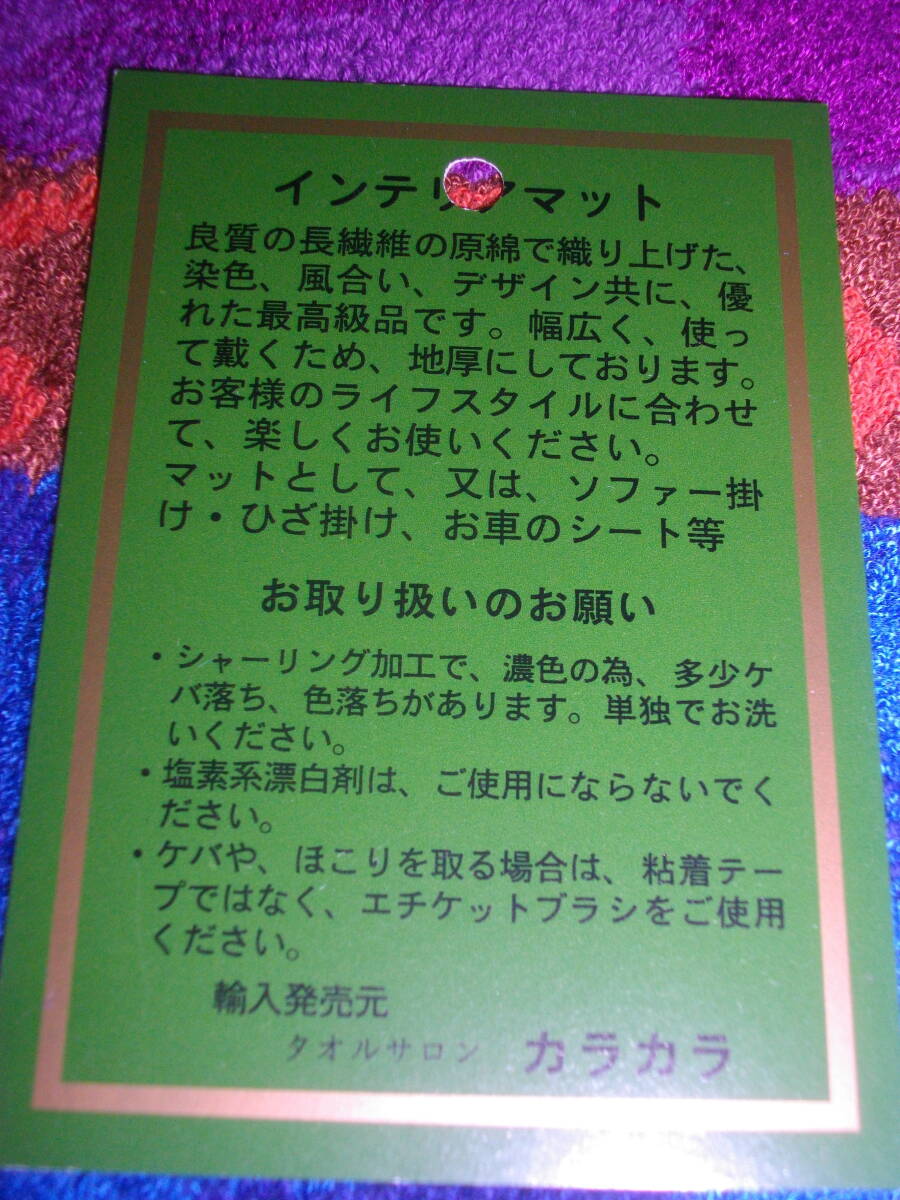 インテリアマット
良質の長繊維の原綿で織り上げた、
染色、風合い、デザイン共に、優
れた最高級品です。幅広く、使っ
て戴くため、地厚にしております。
お客様のライフスタイルに合わせ
て、楽しくお使いください。
マットとして、又は、ソファー掛
け・ひざ掛け、お車のシート等
お取り扱いのお願い
・シャーリング加工で、濃色の為、多少ケ
バ落ち、色落ちがあります。単独でお洗
いください。
・塩素系漂白剤は、ご使用にならないでく
ださい。
・ケバや、ほこりを取る場合は、粘着テー
プではなく、エチケットブラシをご使用
ください。
輸入発売元
タオルサロン カラカラ